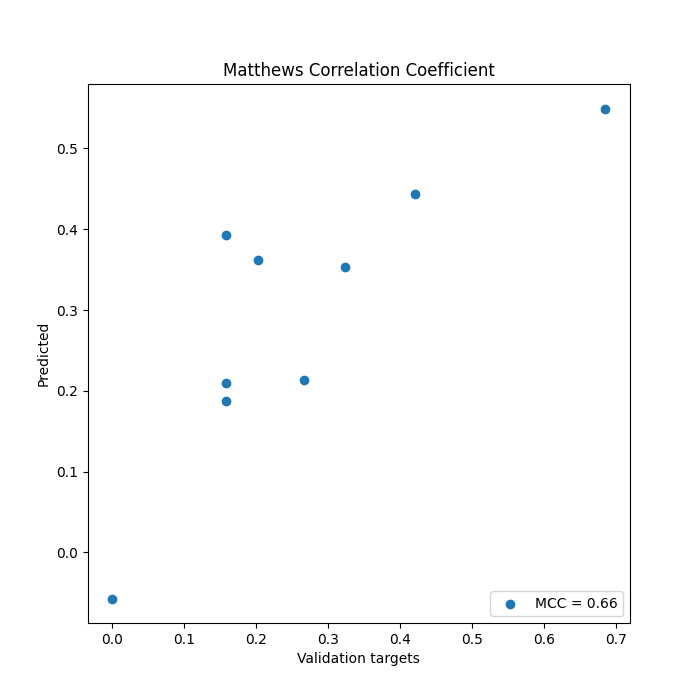 Matthews Correlation Coefficient
Predicted
0.5
0.4
0.3
0.2
0.1
0.0
MCC = 0.66
0.0 0.1 0.2 0.3 0.4 0.5 0.6 0.7
Validation targets